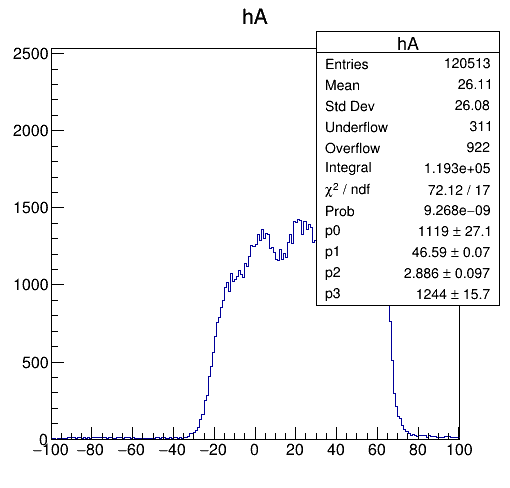 hA
hA
Entries 120513
Mean 26.11
Std Dev 26.08
Underflow 311
Overflow 922
Integral 1.193e+05
χ² / ndf 72.12 / 17
Prob 9.268e−09
p0 1119 ± 27.1
p1 46.59 ± 0.07
p2 2.886 ± 0.097
p3 1244 ± 15.7
2500
2000
1500
1000
500
0
−100 −80 −60 −40 −20 0 20 40 60 80 100